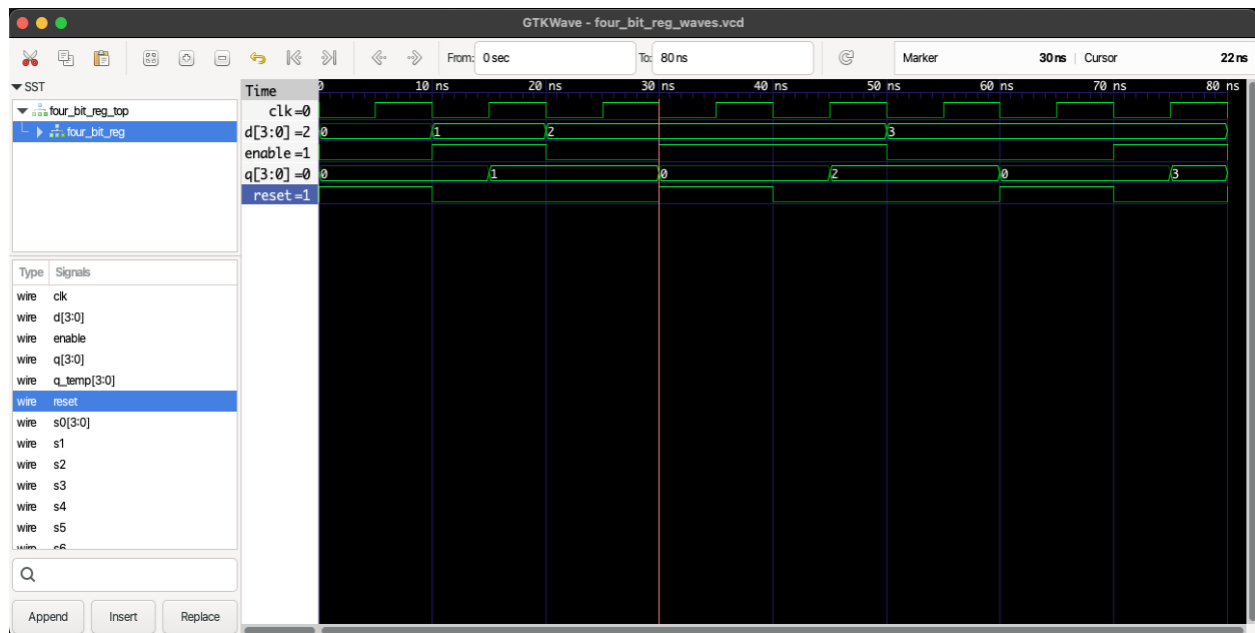 GTKWave - four_bit_reg_waves.vcd
From: 0 sec To: 80 ns Marker 30 ns | Cursor 22 ns
SST
four_bit_reg_top
four_bit_reg
Type Signals
wire clk
wire d[3:0]
wire enable
wire q[3:0]
wire q_temp[3:0]
wire reset
wire s0[3:0]
wire s1
wire s2
wire s3
wire s4
wire s5
wire s6
Append Insert Replace
Time 0 10 ns 20 ns 30 ns 40 ns 50 ns 60 ns 70 ns 80 ns
clk=0
d[3:0] =2 0 1 2 3
enable =1
q[3:0] =0 0 1 0 2 0 3
reset =1